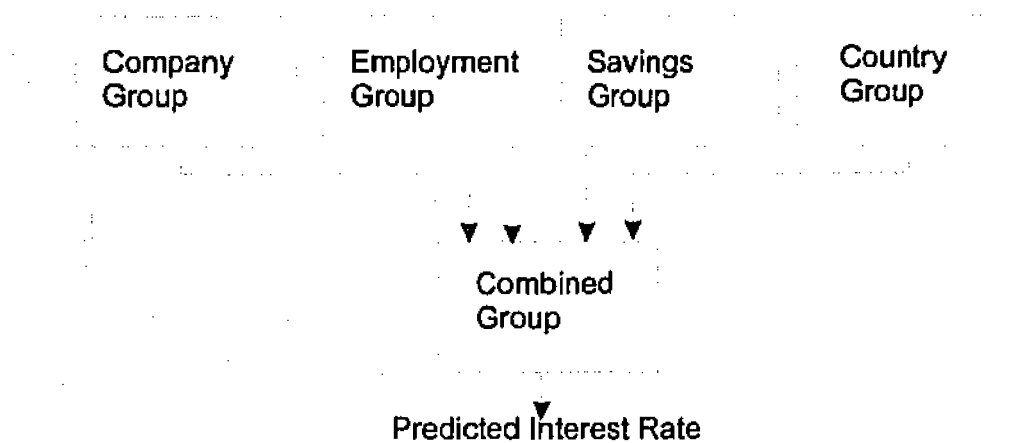 Company
Group
Employment
Group
Savings
Group
Country
Group
Combined
Group
Predicted Interest Rate